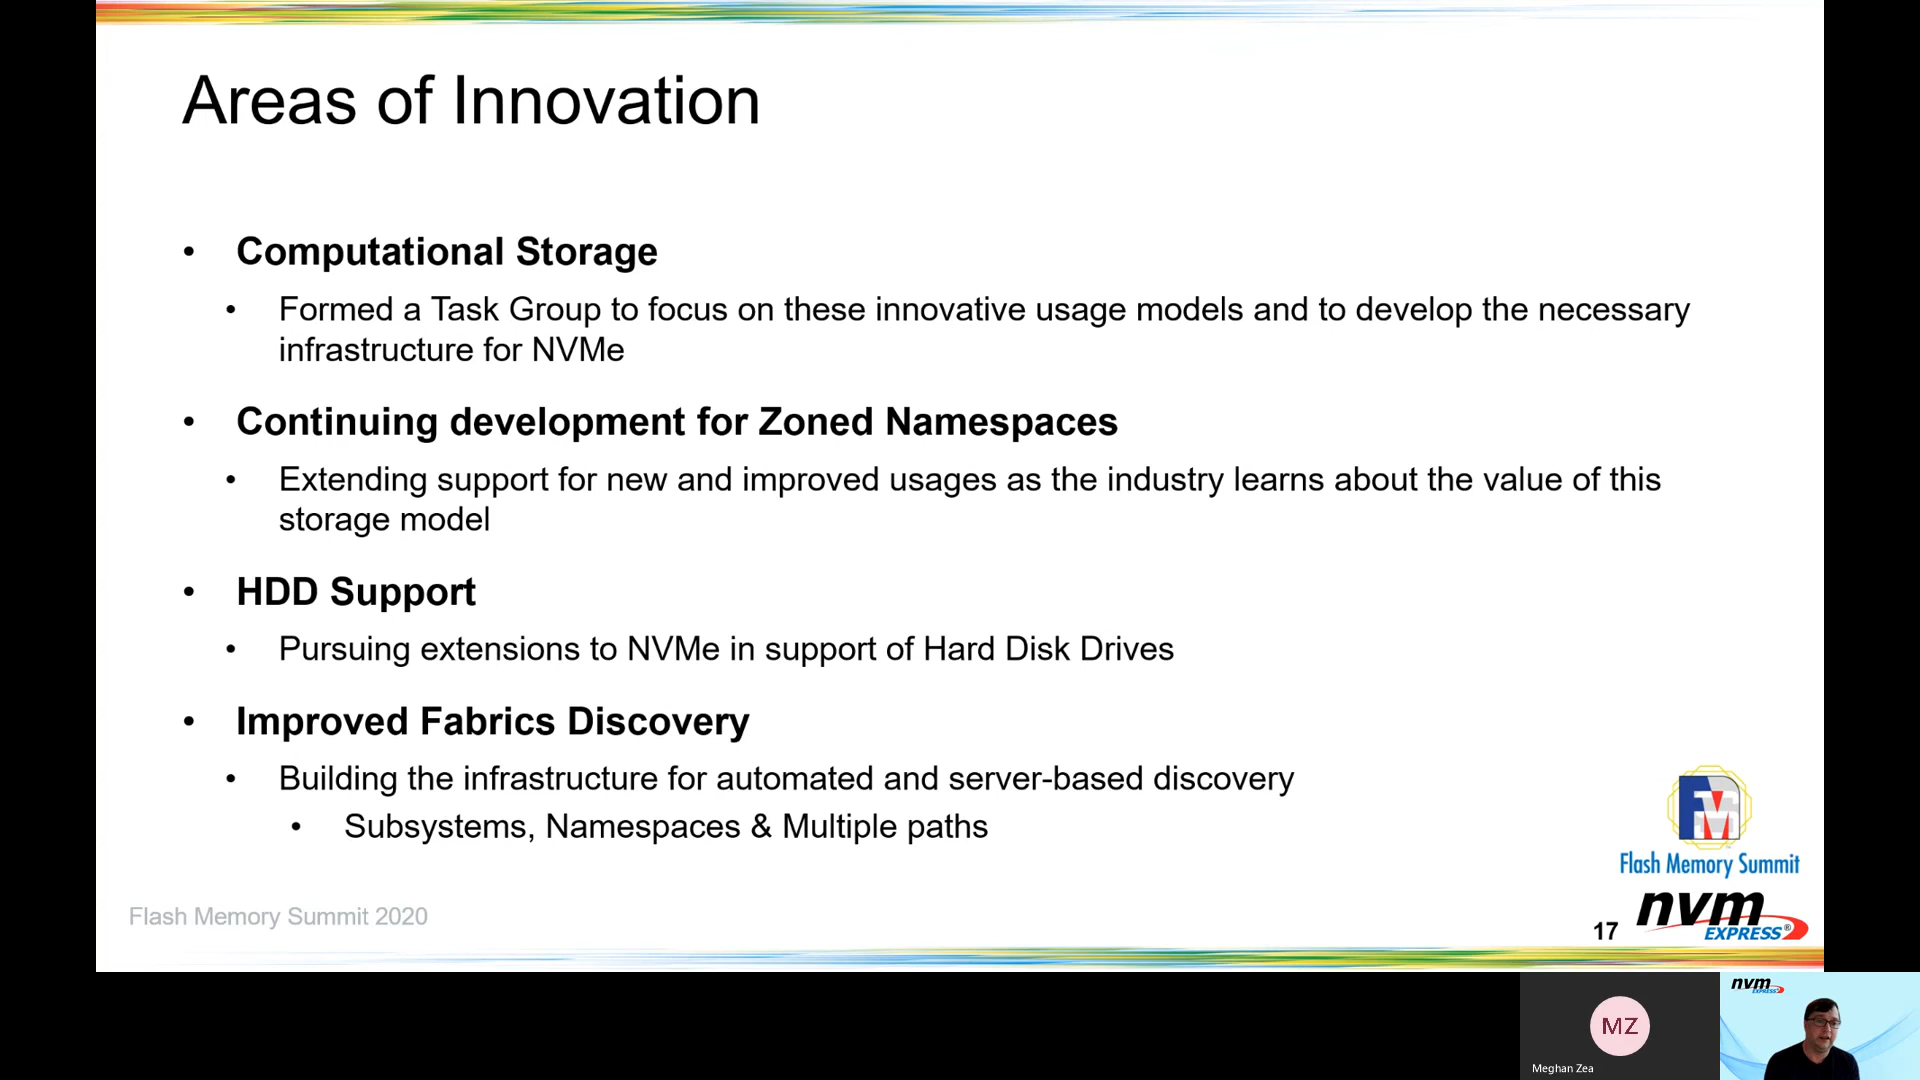 Areas of Innovation
• Computational Storage
• Formed a Task Group to focus on these innovative usage models and to develop the necessary
infrastructure for NVMe
• Continuing development for Zoned Namespaces
• Extending support for new and improved usages as the industry learns about the value of this
storage model
• HDD Support
• Pursuing extensions to NVMe in support of Hard Disk Drives
• Improved Fabrics Discovery
• Building the infrastructure for automated and server-based discovery
• Subsystems, Namespaces & Multiple paths
FMS
Flash Memory Summit
Flash Memory Summit 2020
17
nvm
EXPRESS®
MZ
Meghan Zea
nvm
EXPRESS